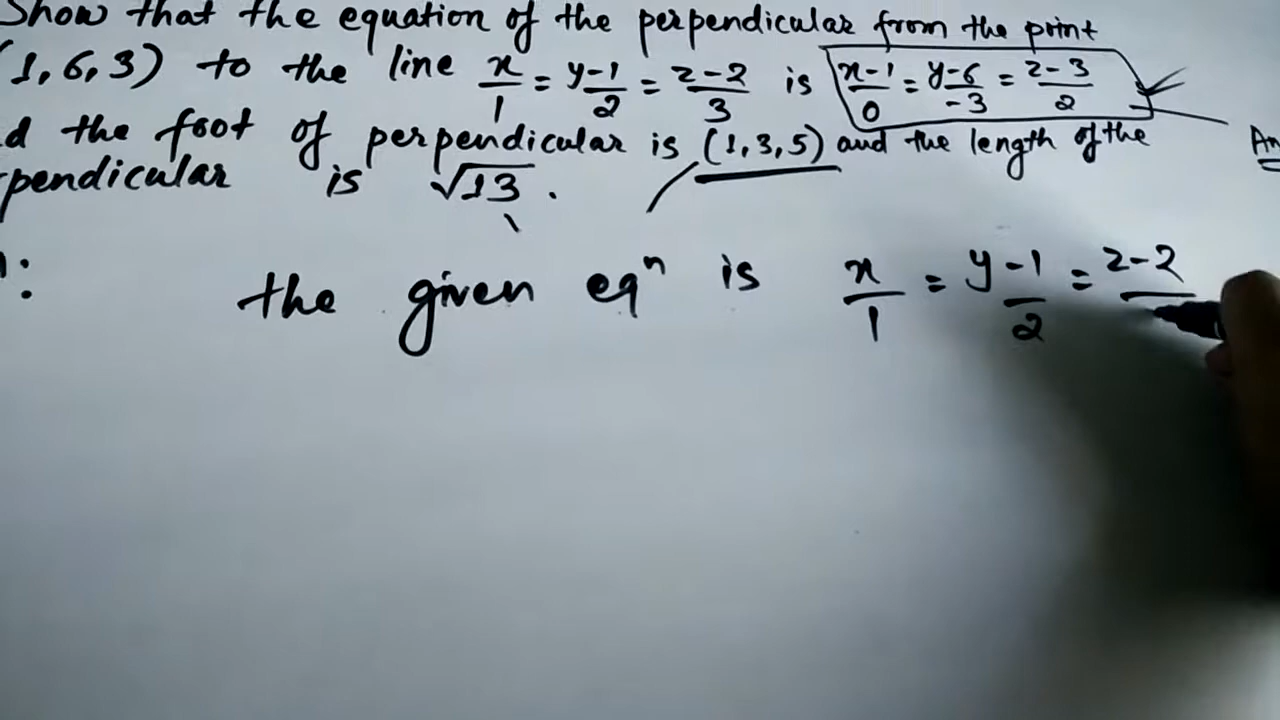 Show that the equation of the perpendicular from the point
(1, 6, 3) to the line x/1 = y-1/2 = z-2/3 is x-1/0 = y-6/-3 = z-3/2
d the foot of perpendicular is (1, 3, 5) and the length of the An
pendicular is √13 .
: the given eqⁿ is x/1 = y-1/2 = z-2/